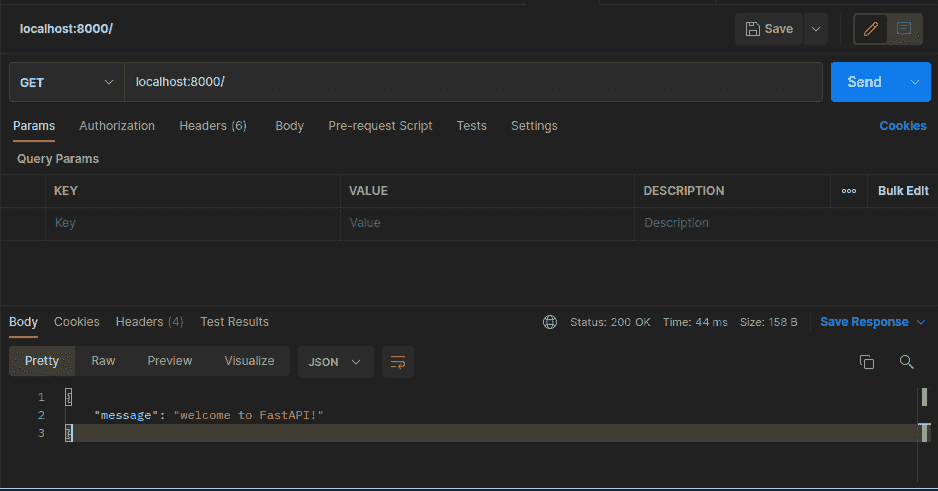 localhost:8000/
Save
GET localhost:8000/ Send
Params Authorization Headers (6) Body Pre-request Script Tests Settings Cookies
Query Params
KEY VALUE DESCRIPTION ooo Bulk Edit
Key Value Description
Body Cookies Headers (4) Test Results Status: 200 OK Time: 44 ms Size: 158 B Save Response
Pretty Raw Preview Visualize JSON
1 {
2 "message": "welcome to FastAPI!"
3 }